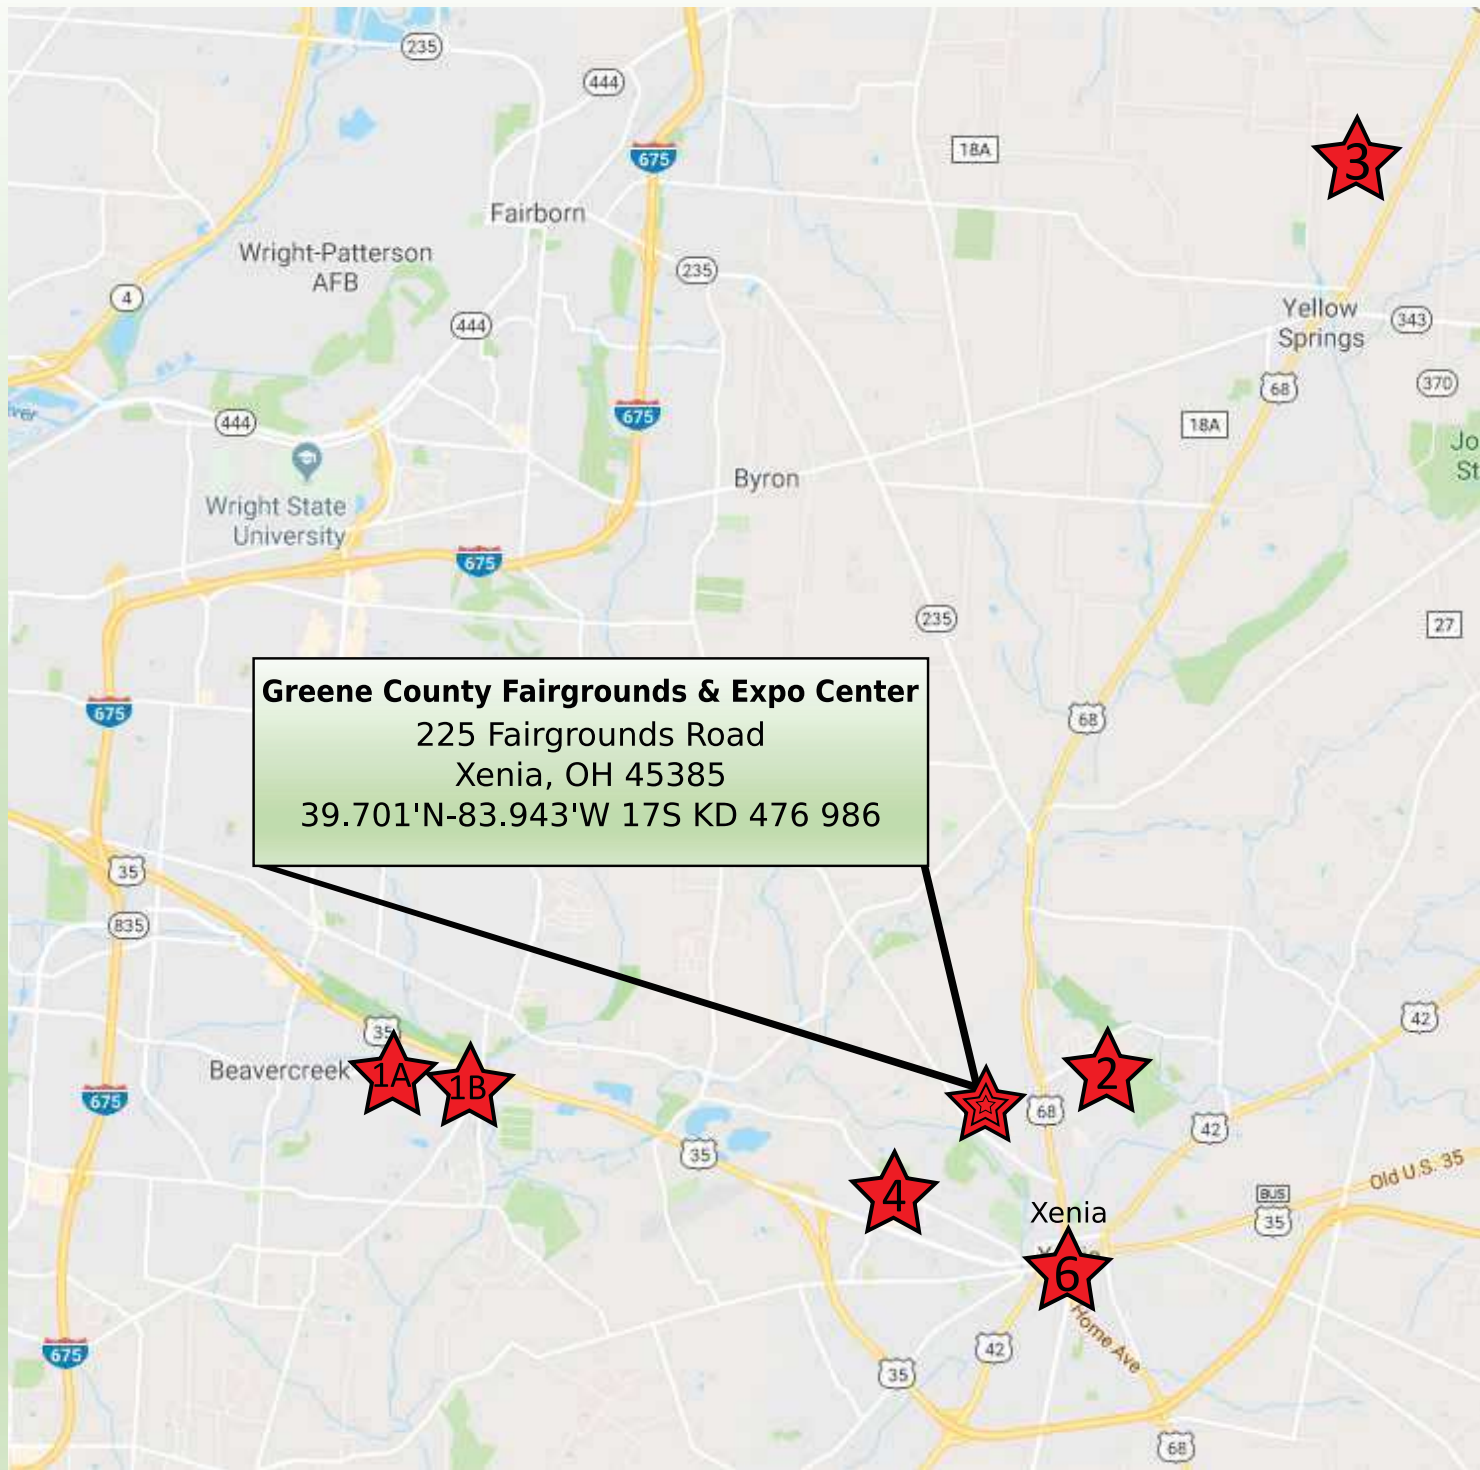 235
444
675
18A
3
Fairborn
Wright-Patterson
AFB
235
4
444
Yellow
Springs
343
68
370
444
675
18A
Jo
St
Byron
Wright State
University
675
235
27
Greene County Fairgrounds & Expo Center
225 Fairgrounds Road
Xenia, OH 45385
39.701'N-83.943'W 17S KD 476 986
675
68
35
835
42
35
Beavercreek
1A
1B
2
675
68
42
35
Old U.S. 35
4
BUS
35
Xenia
6
Home Ave
42
675
35
68